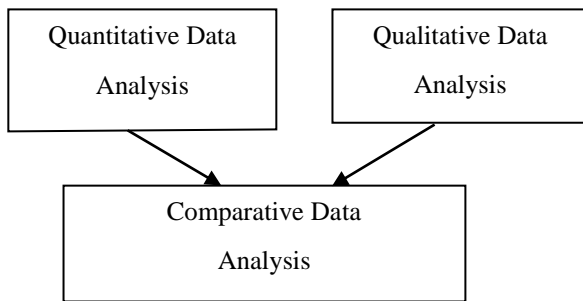 Quantitative Data
Analysis
Qualitative Data
Analysis
Comparative Data
Analysis